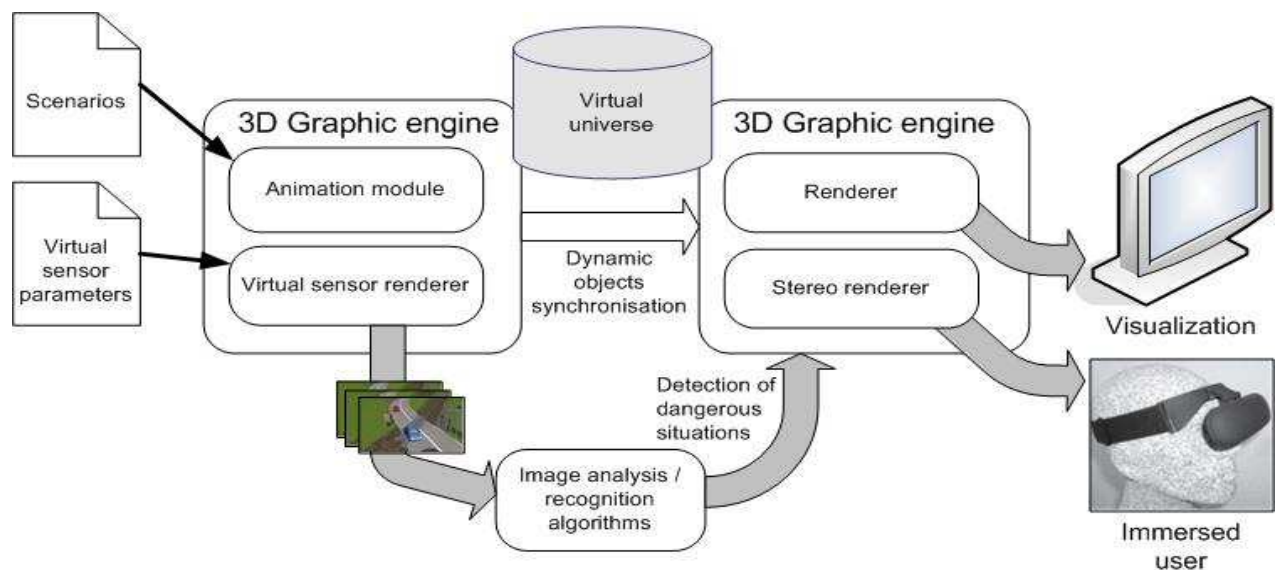 Scenarios
Virtual
sensor
parameters
3D Graphic engine
Animation module
Virtual sensor renderer
Virtual
universe
Dynamic
objects
synchronisation
3D Graphic engine
Renderer
Stereo renderer
Detection of
dangerous
situations
Image analysis /
recognition
algorithms
Visualization
Immersed
user